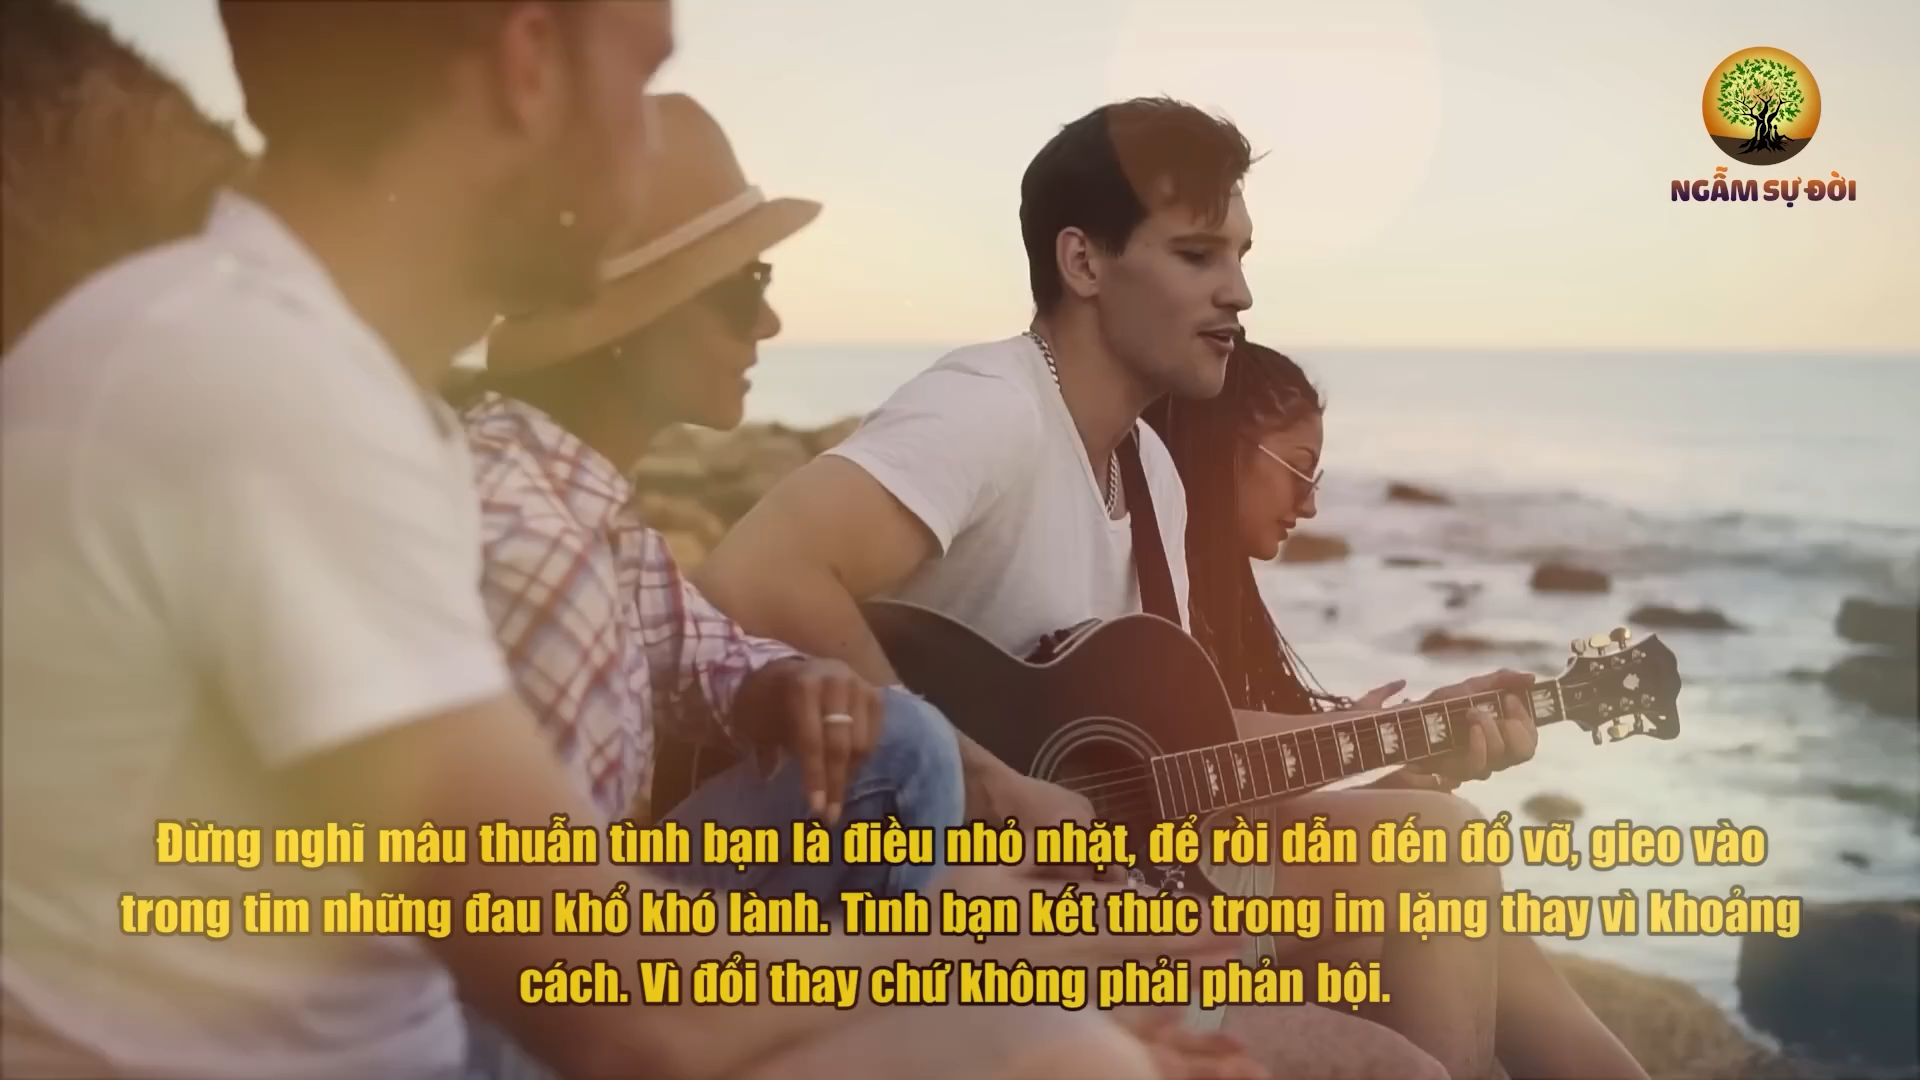 NGẪM SỰ ĐỜI
Đừng nghĩ mâu thuẫn tình bạn là điều nhỏ nhặt, để rồi dẫn đến đổ vỡ, gieo vào
trong tim những đau khổ khó lành. Tình bạn kết thúc trong im lặng thay vì khoảng
cách. Vì đổi thay chứ không phải phản bội.